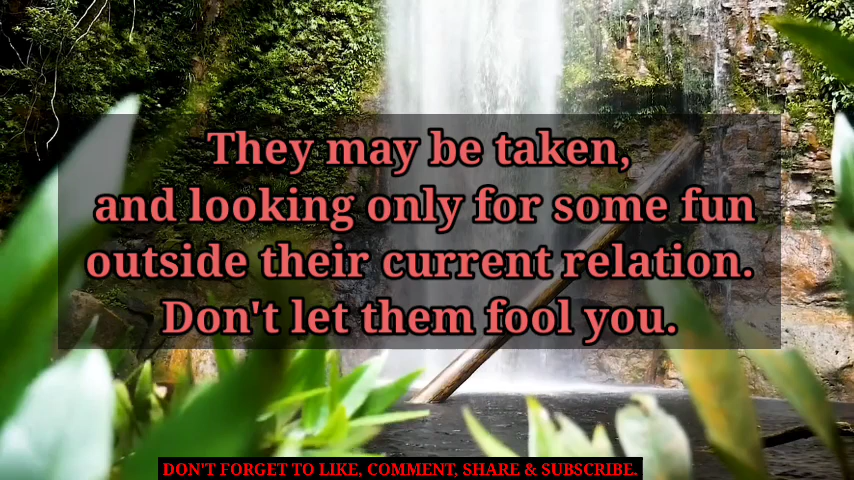 They may be taken,
and looking only for some fun
outside their current relation.
Don't let them fool you.
DON'T FORGET TO LIKE, COMMENT, SHARE & SUBSCRIBE.